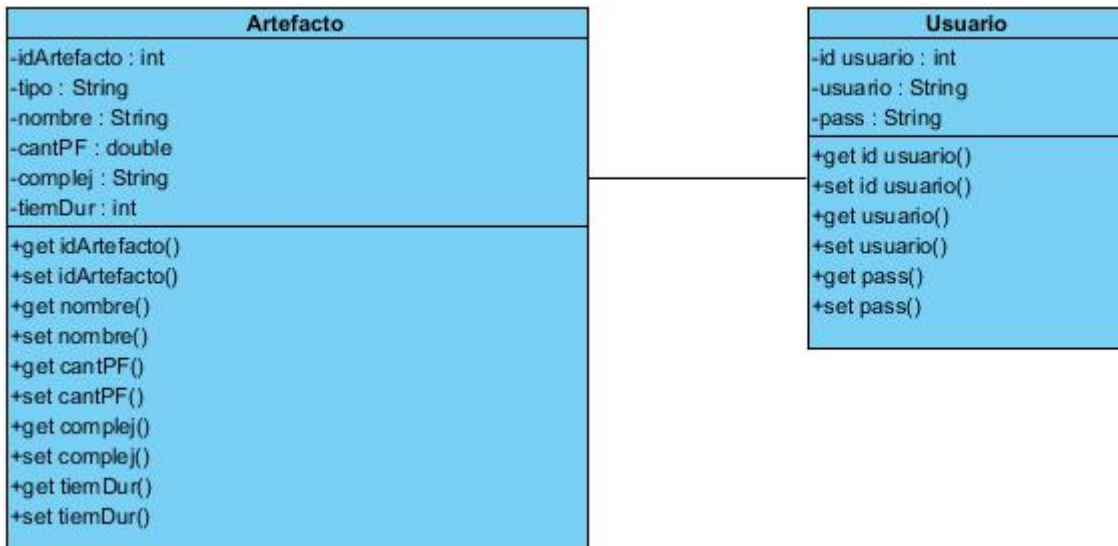 Artefacto
-idArtefacto : int
-tipo : String
-nombre : String
-cantPF : double
-complej : String
-tiemDur : int
+get idArtefacto()
+set idArtefacto()
+get nombre()
+set nombre()
+get cantPF()
+set cantPF()
+get complej()
+set complej()
+get tiemDur()
+set tiemDur()
Usuario
-id usuario : int
-usuario : String
-pass : String
+get id usuario()
+set id usuario()
+get usuario()
+set usuario()
+get pass()
+set pass()